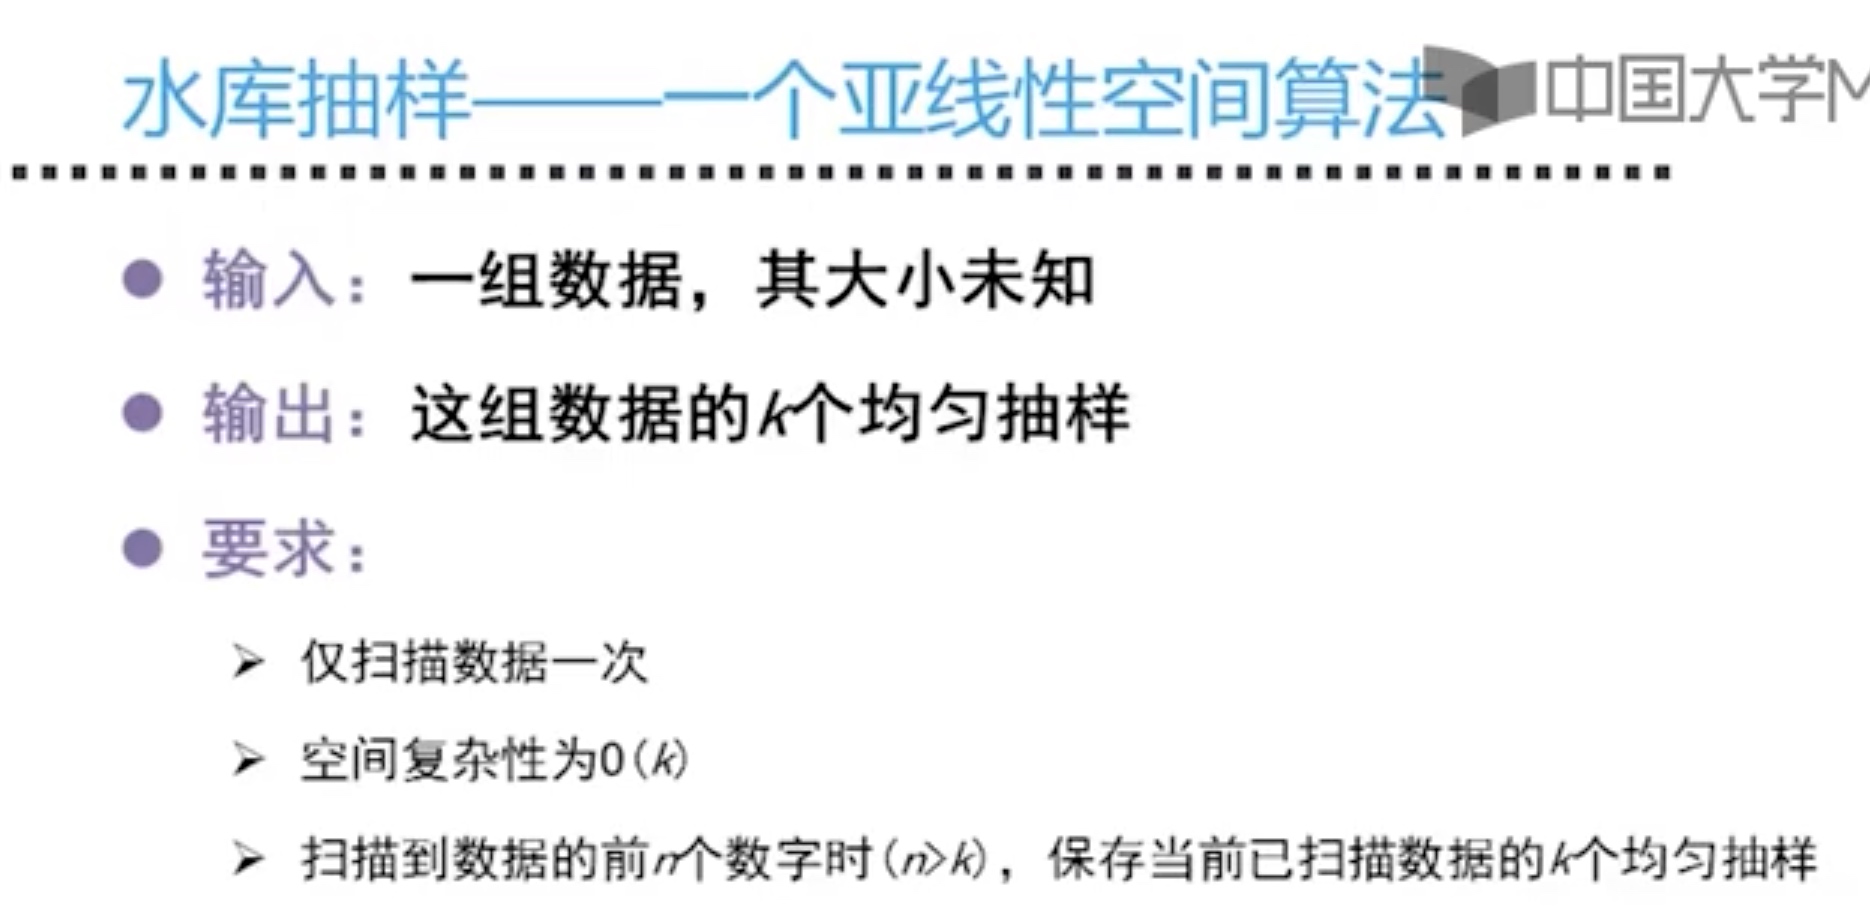 水库抽样——一个亚线性空间算法
中国大学M
输入：一组数据，其大小未知
输出：这组数据的k个均匀抽样
要求：
仅扫描数据一次
空间复杂性为O(k)
扫描到数据的前n个数字时(n>k)，保存当前已扫描数据的k个均匀抽样